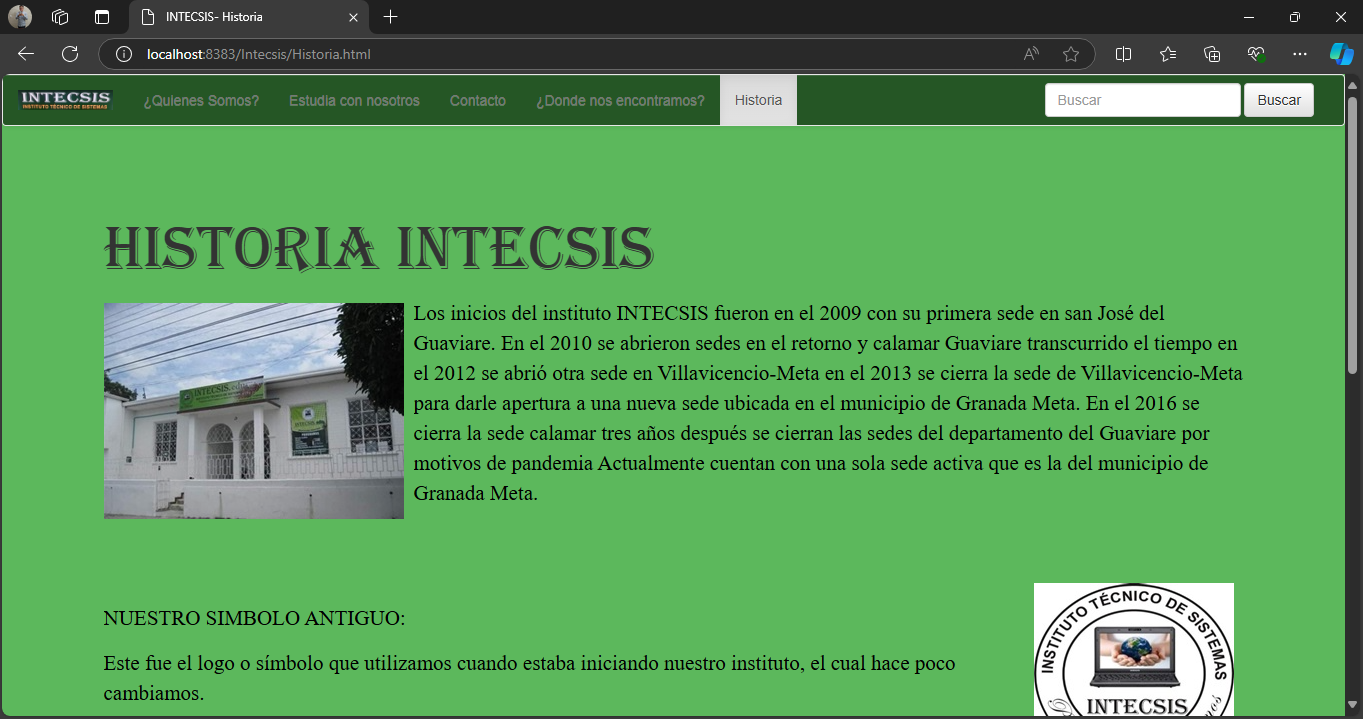 INTECSIS- Historia
localhost:8383/Intecsis/Historia.html
INTECSIS
INSTITUTO TÉCNICO DE SISTEMAS
¿Quienes Somos?
Estudia con nosotros
Contacto
¿Donde nos encontramos?
Historia
Buscar
Buscar
HISTORIA INTECSIS
INTECSIS
Los inicios del instituto INTECSIS fueron en el 2009 con su primera sede en san José del
Guaviare. En el 2010 se abrieron sedes en el retorno y calamar Guaviare transcurrido el tiempo en
el 2012 se abrió otra sede en Villavicencio-Meta en el 2013 se cierra la sede de Villavicencio-Meta
para darle apertura a una nueva sede ubicada en el municipio de Granada Meta. En el 2016 se
cierra la sede calamar tres años después se cierran las sedes del departamento del Guaviare por
motivos de pandemia Actualmente cuentan con una sola sede activa que es la del municipio de
Granada Meta.
NUESTRO SIMBOLO ANTIGUO:
Este fue el logo o símbolo que utilizamos cuando estaba iniciando nuestro instituto, el cual hace poco
cambiamos.
INSTITUTO TÉCNICO DE SISTEMAS
INTECSIS